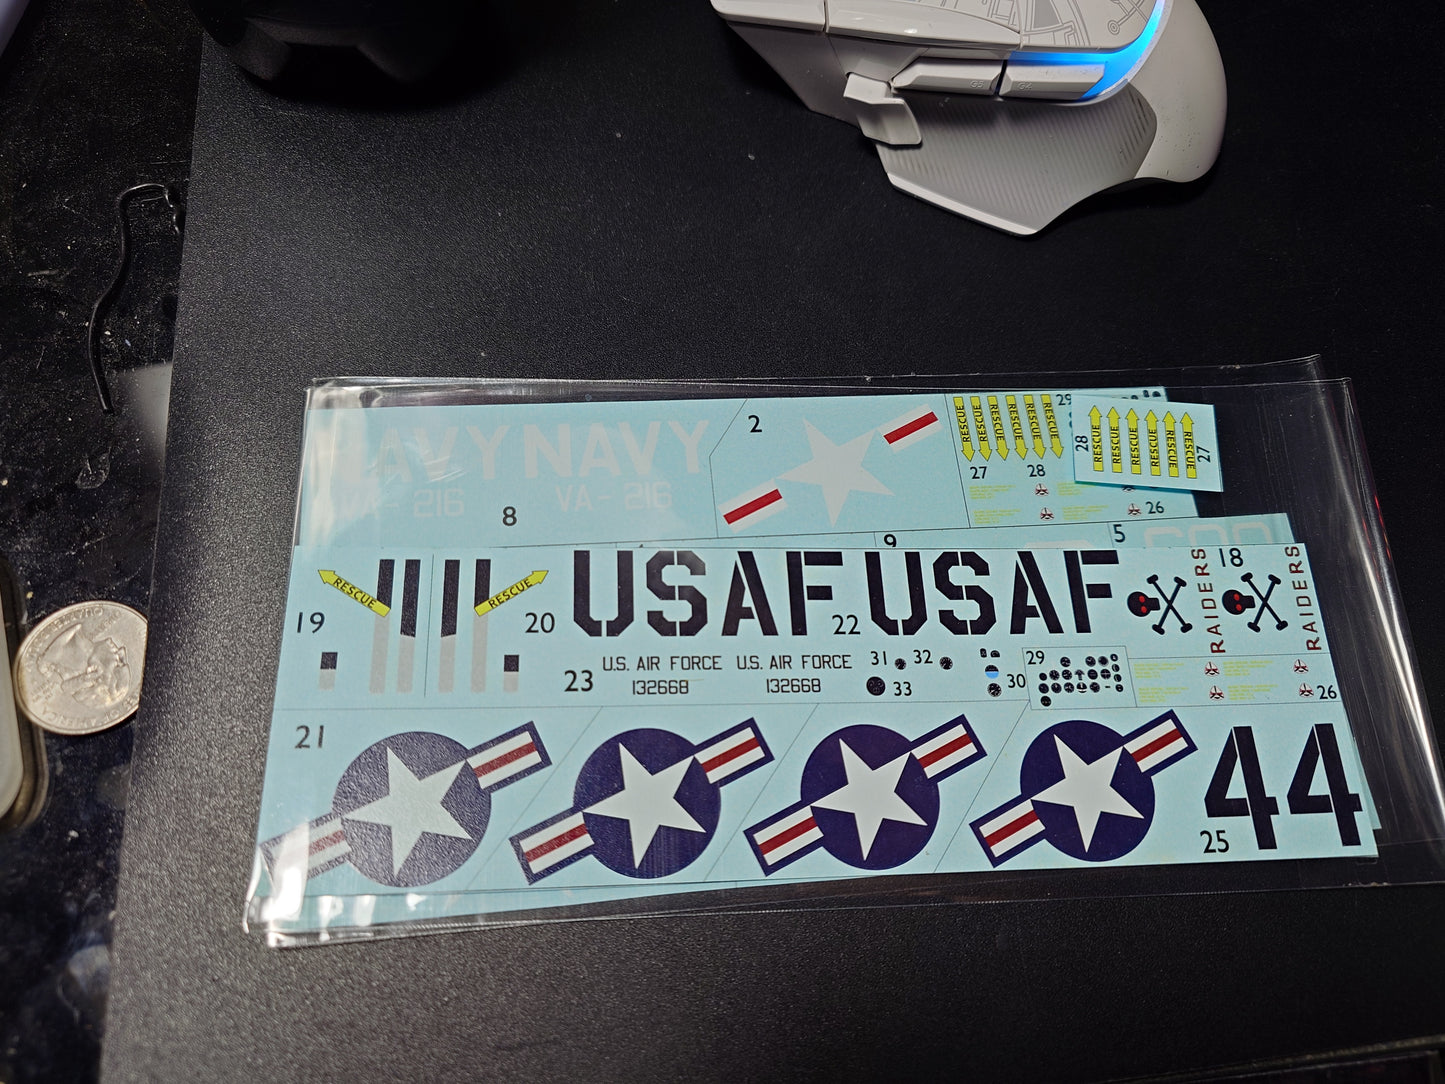 G5 G4
NAVY NAVY
- 216 VA - 216
8
2
RESCUE RESCUE RESCUE RESCUE RESCUE RESCUE
27 28
29
28 RESCUE RESCUE RESCUE RESCUE RESCUE RESCUE 27
26
9
5
19 RESCUE
RESCUE 20
USAF 22 USAF
RAIDERS 18 RAIDERS
23 U.S. AIR FORCE U.S. AIR FORCE
132668 132668
31 32
33
30
29
26
21
44
25